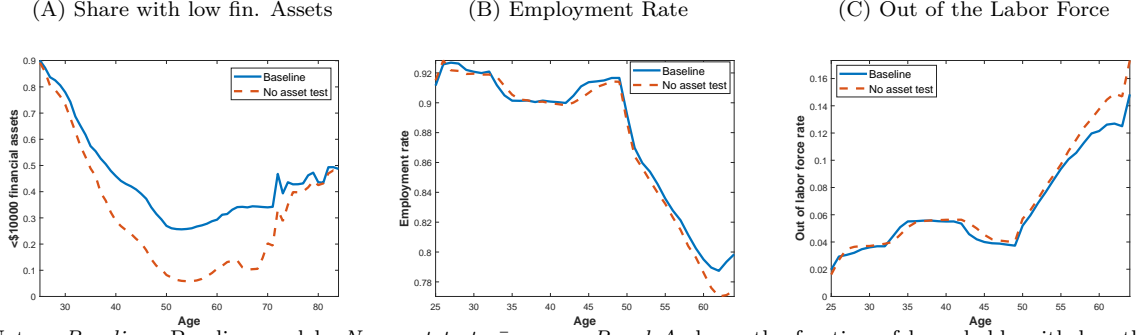 (A) Share with low fin. Assets
(B) Employment Rate
(C) Out of the Labor Force
<$10000 financial assets
0.9
0.8
0.7
0.6
0.5
0.4
0.3
0.2
0.1
0
30 40 50 60 70 80
Age
Baseline
No asset test
Employment rate
0.92
0.9
0.88
0.86
0.84
0.82
0.8
0.78
25 30 35 40 45 50 55 60
Age
Baseline
No asset test
Out of labor force rate
0.16
0.14
0.12
0.1
0.08
0.06
0.04
0.02
0
25 30 35 40 45 50 55 60
Age
Baseline
No asset test